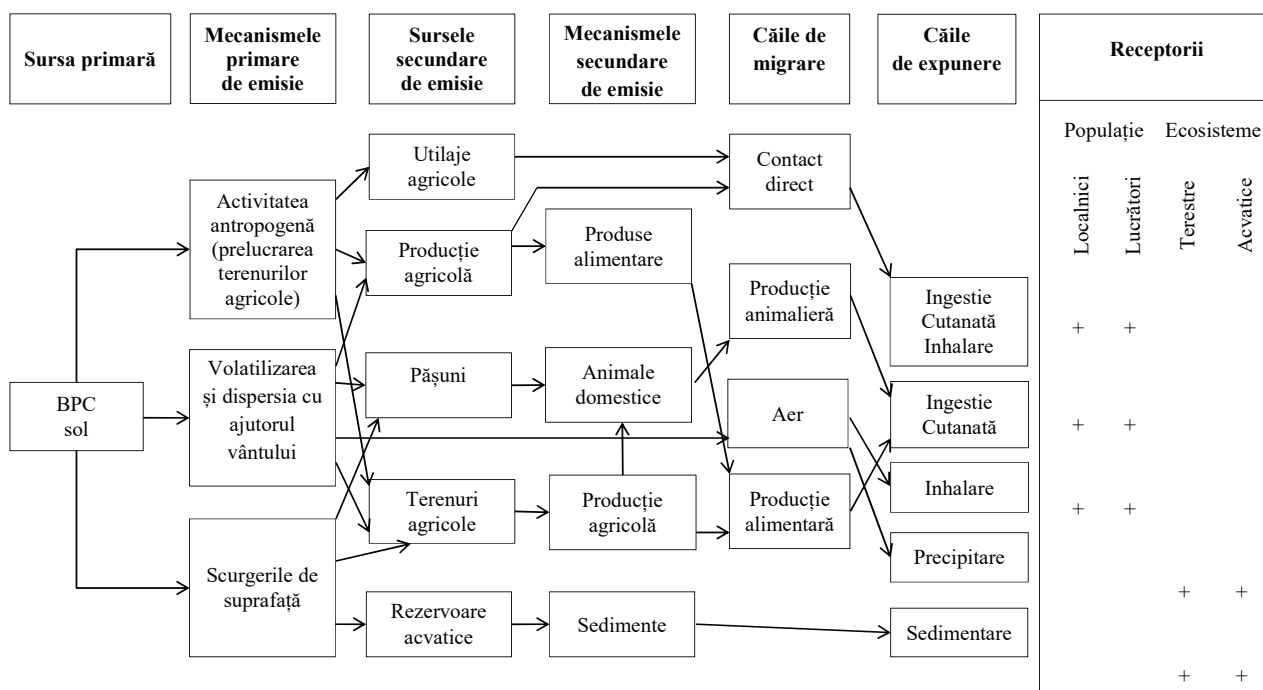 Sursa primară
Mecanismele
primare
de emisie
Sursele
secundare
de emisie
Mecanismele
secundare
de emisie
Căile de
migrare
Căile
de expunere
Receptorii
Populație
Ecosisteme
Localnici
Lucrători
Terestre
Acvatice
BPC
sol
Activitatea
antropogenă
(prelucrarea
terenurilor
agricole)
Volatilizarea
și dispersia cu
ajutorul
vântului
Scurgerile de
suprafață
Utilaje
agricole
Producție
agricolă
Pășuni
Terenuri
agricole
Rezervoare
acvatice
Produse
alimentare
Animale
domestice
Producție
agricolă
Sedimente
Contact
direct
Producție
animalieră
Aer
Producție
alimentară
Ingestie
Cutanată
Inhalare
Ingestie
Cutanată
Inhalare
Precipitare
Sedimentare
+ +
+ +
+ +
+ +
+ +